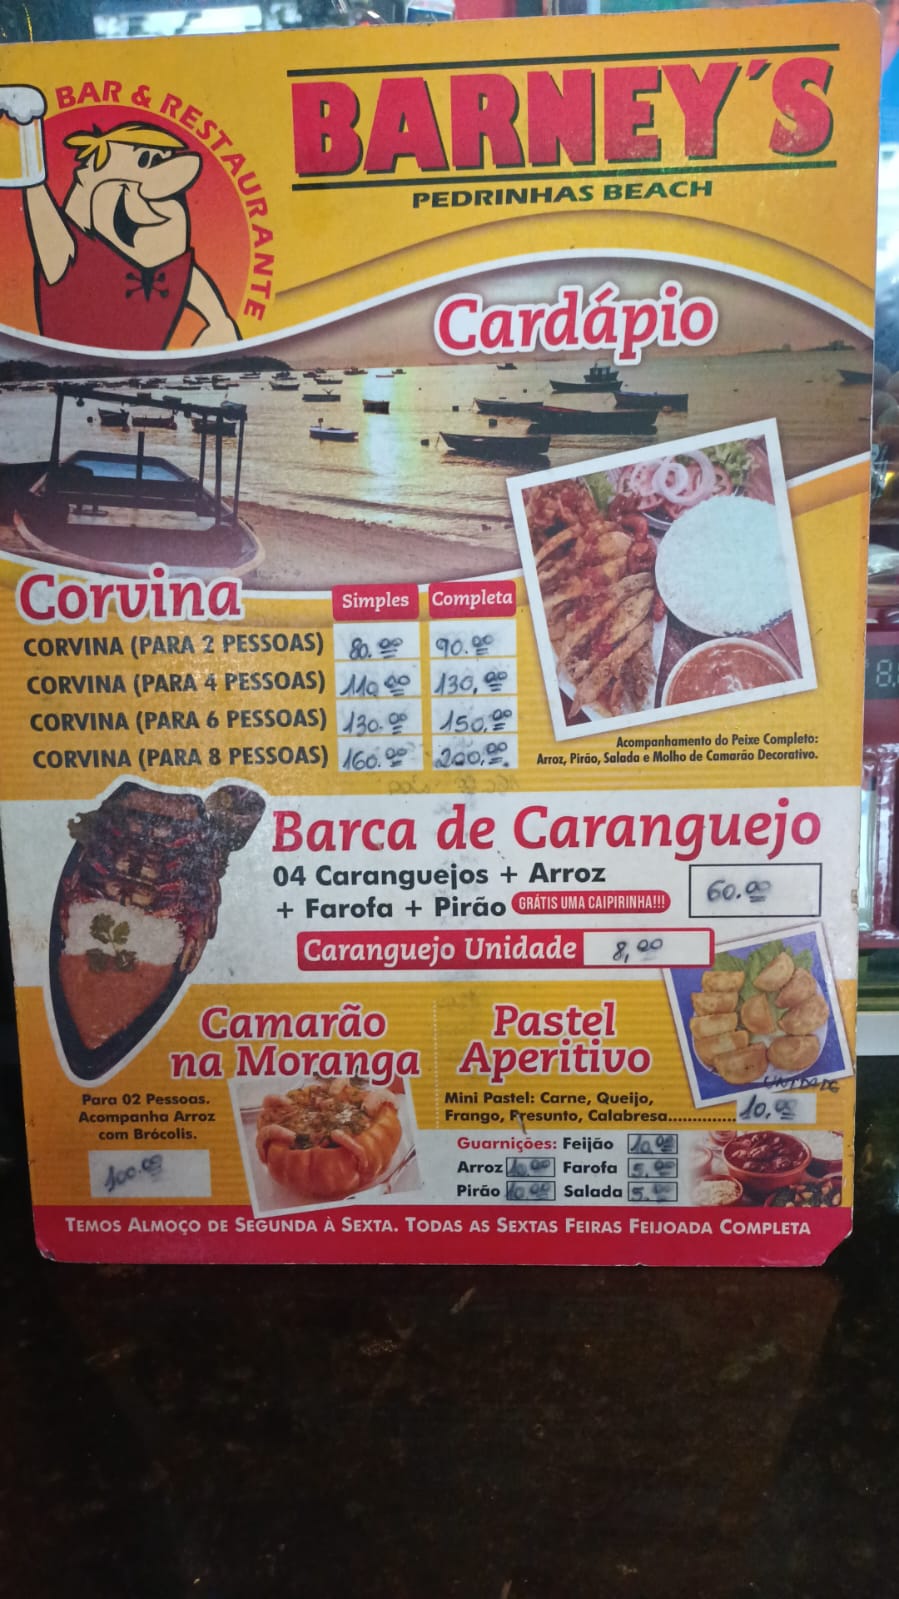 BAR & RESTAURANTE
BARNEY'S
PEDRINHAS BEACH
Cardápio
Corvina
Simples Completa
CORVINA (PARA 2 PESSOAS) 80.00 90.00
CORVINA (PARA 4 PESSOAS) 110,00 130,00
CORVINA (PARA 6 PESSOAS) 130.00 150,00
CORVINA (PARA 8 PESSOAS) 160.00 200,00
Acompanhamento do Peixe Completo:
Arroz, Pirão, Salada e Molho de Camarão Decorativo.
Barca de Caranguejo
04 Caranguejos + Arroz
+ Farofa + Pirão GRÁTIS UMA CAIPIRINHA!!! 60.00
Caranguejo Unidade 8,00
Camarão
na Moranga
Para 02 Pessoas.
Acompanha Arroz
com Brócolis.
100.00
Pastel
Aperitivo
UNIDADE
Mini Pastel: Carne, Queijo,
Frango, Presunto, Calabresa.............. 10,00
Guarnições: Feijão 10,00
Arroz 10,00 Farofa 5,00
Pirão 10,00 Salada 5,00
TEMOS ALMOÇO DE SEGUNDA À SEXTA. TODAS AS SEXTAS FEIRAS FEIJOADA COMPLETA